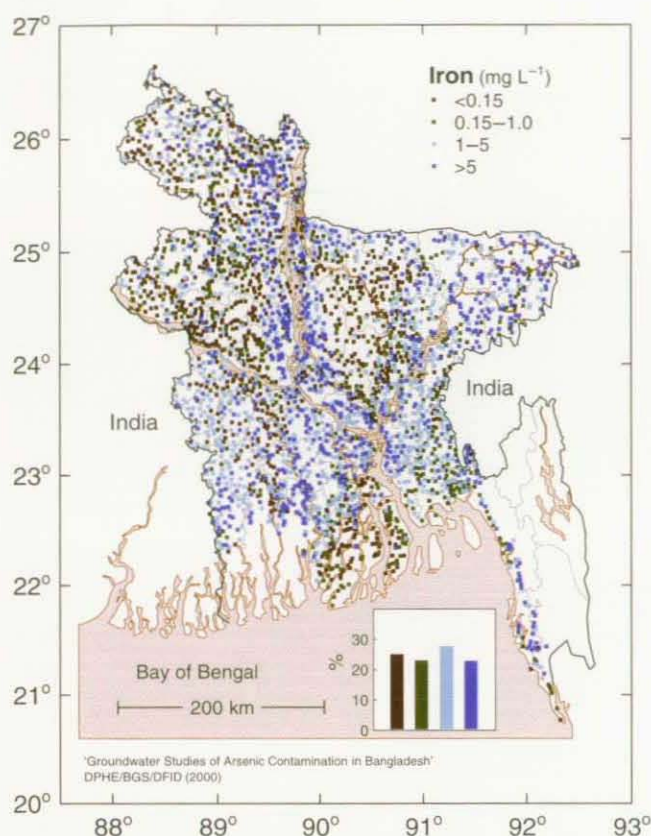 27°
26°
25°
24°
23°
22°
21°
20°
Iron (mg L⁻¹)
<0.15
0.15–1.0
1–5
>5
India
India
Bay of Bengal
200 km
%
30
20
10
0
'Groundwater Studies of Arsenic Contamination in Bangladesh'
DPHE/BGS/DFID (2000)
88° 89° 90° 91° 92° 93°